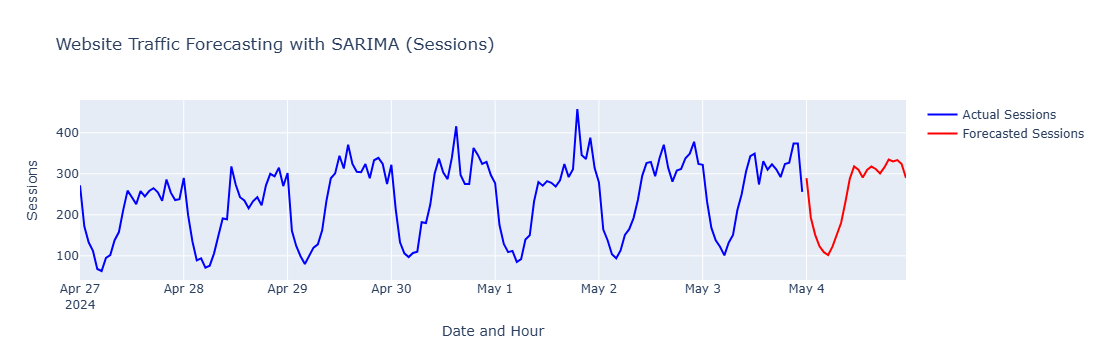 Website Traffic Forecasting with SARIMA (Sessions)
Actual Sessions
Forecasted Sessions
Sessions
400
300
200
100
Apr 27
2024
Apr 28
Apr 29
Apr 30
May 1
May 2
May 3
May 4
Date and Hour